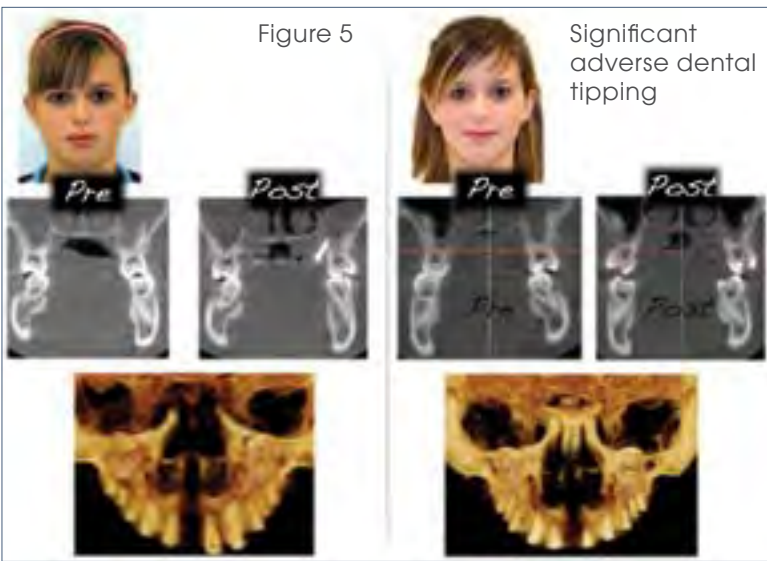 Figure 5
Significant
adverse dental
tipping
Pre
Post
Pre
Post
Pre
Post